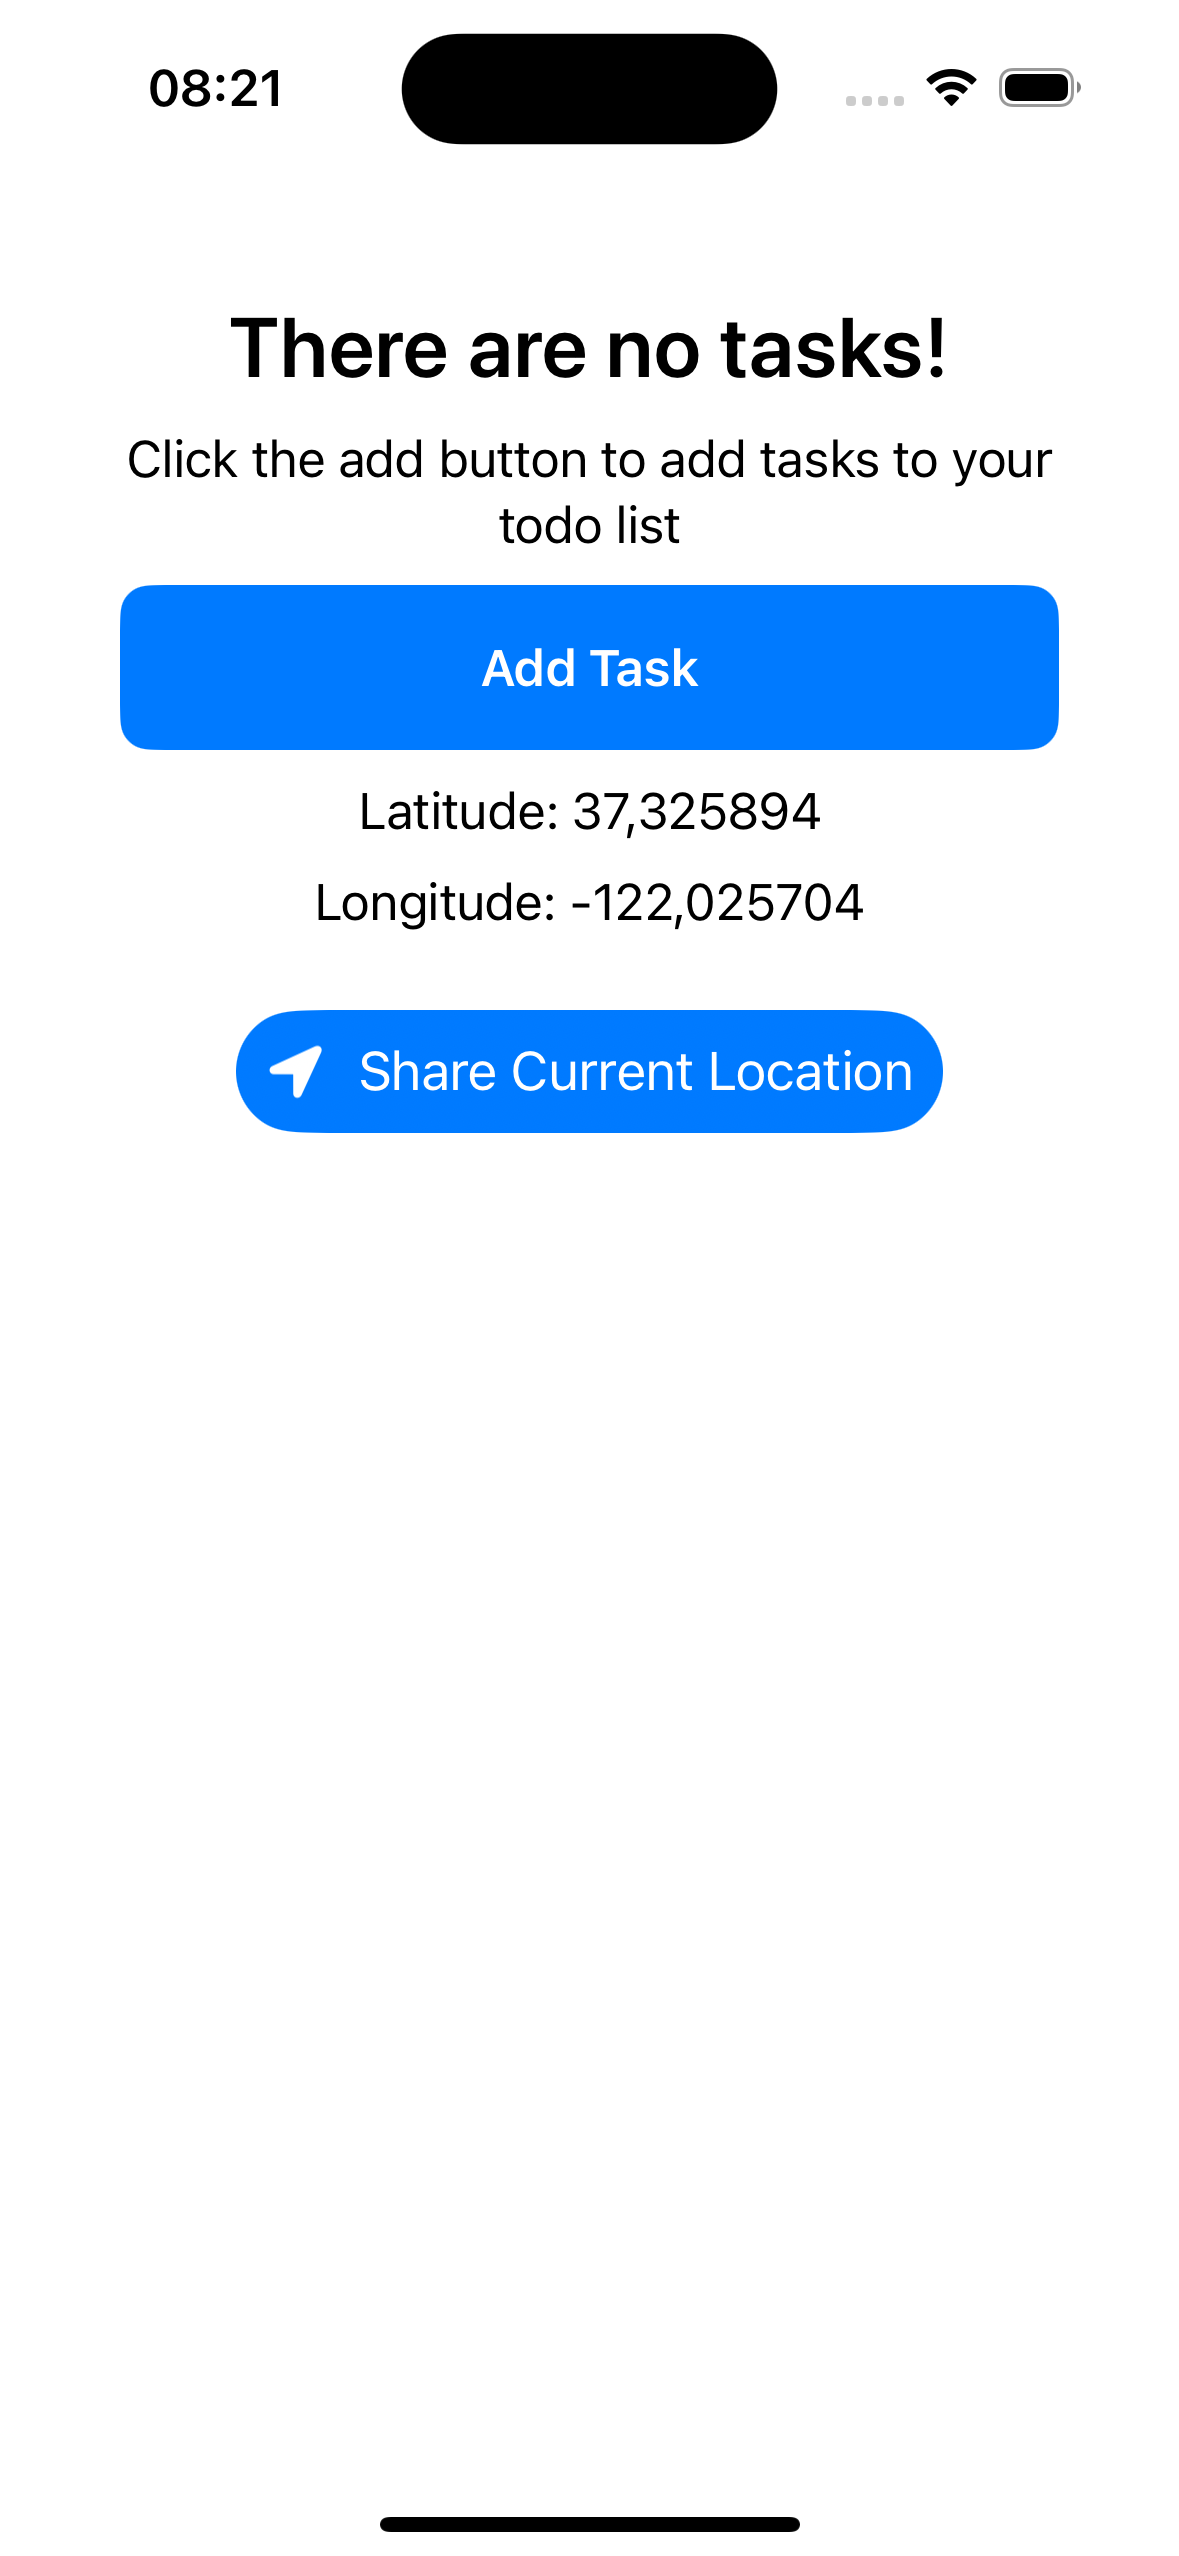 08:21
There are no tasks!
Click the add button to add tasks to your
todo list
Add Task
Latitude: 37,325894
Longitude: -122,025704
Share Current Location